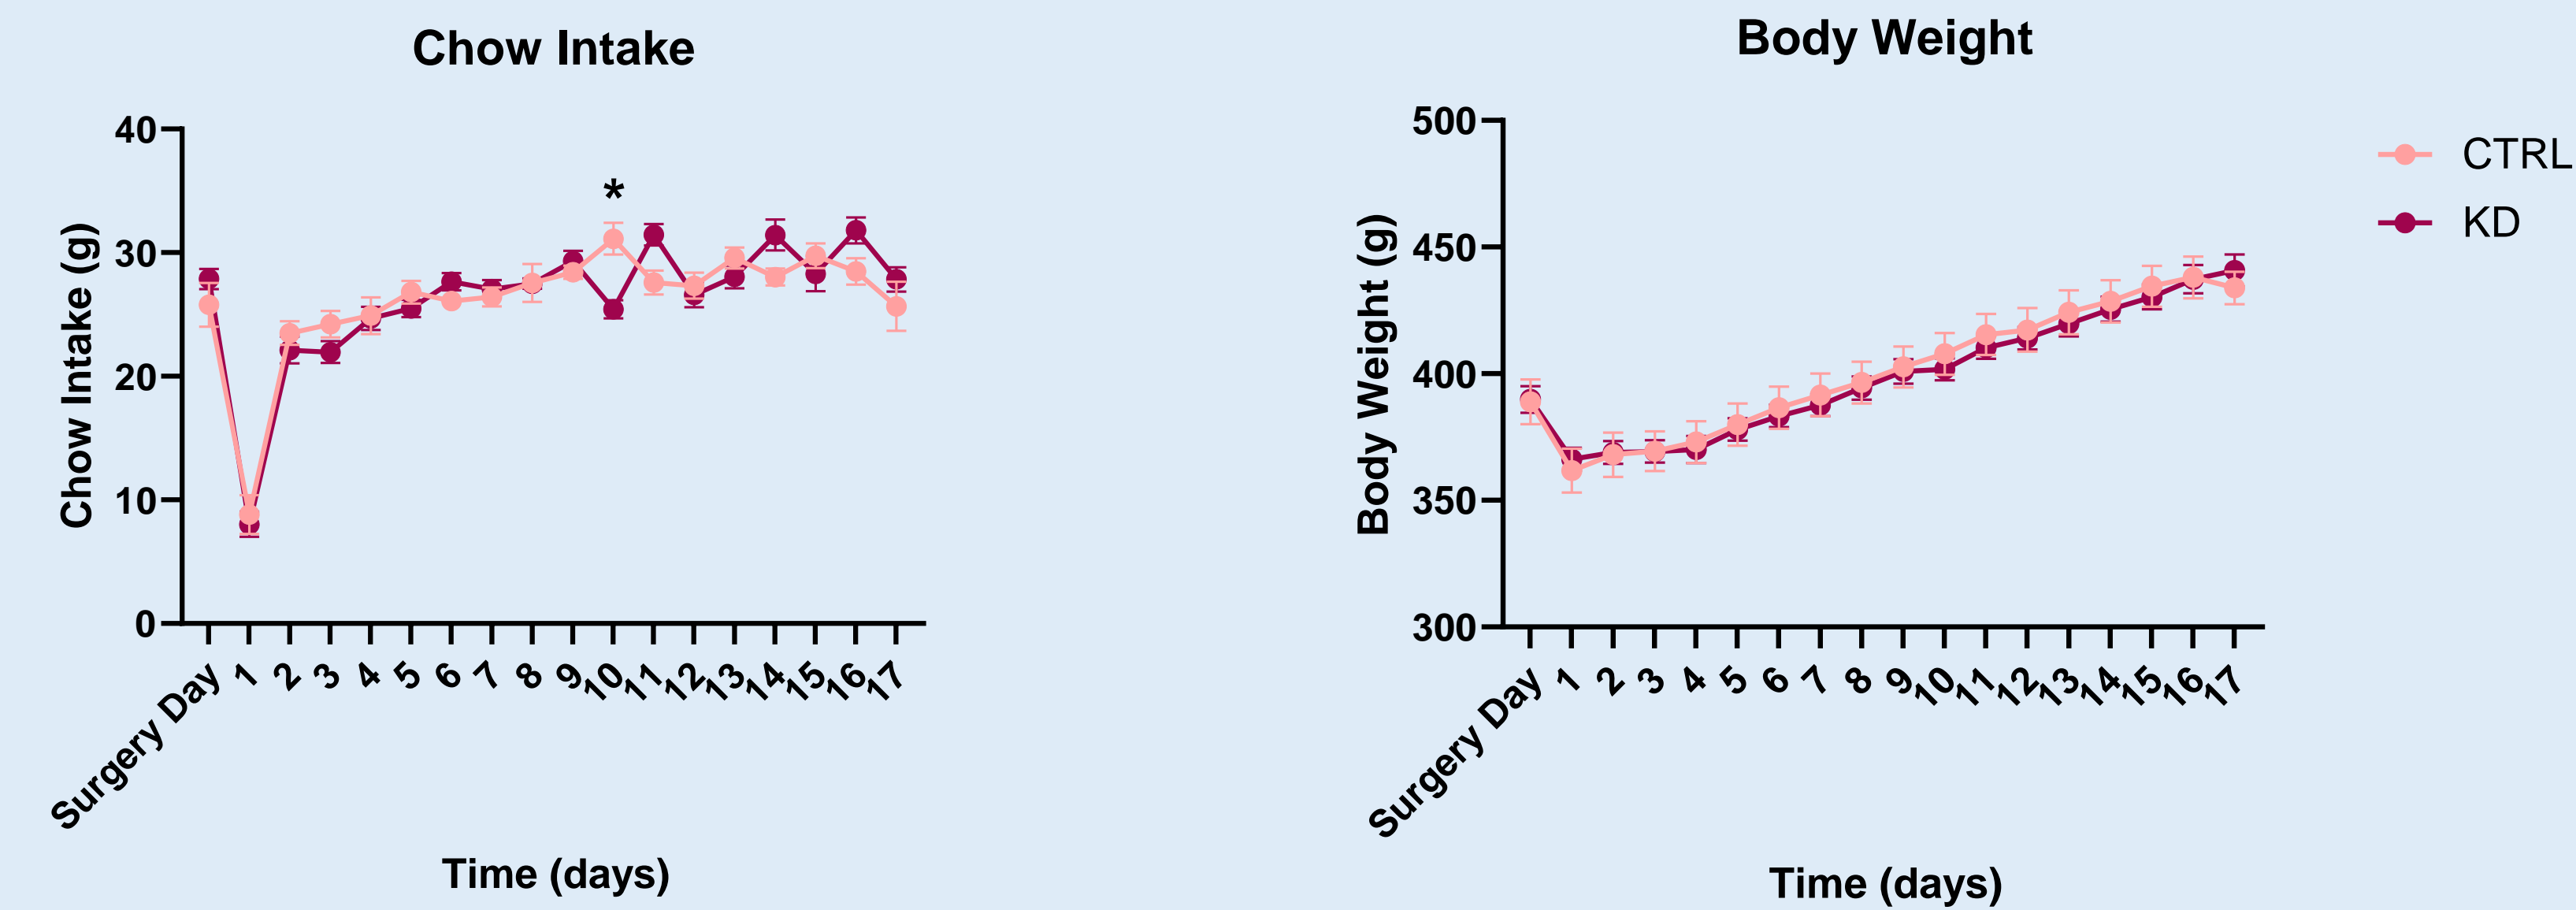 Chow Intake
Chow Intake (g)
40
30
20
10
0
*
Surgery Day 1 2 3 4 5 6 7 8 9 10 11 12 13 14 15 16 17
Time (days)
Body Weight
Body Weight (g)
500
450
400
350
300
Surgery Day 1 2 3 4 5 6 7 8 9 10 11 12 13 14 15 16 17
Time (days)
CTRL
KD